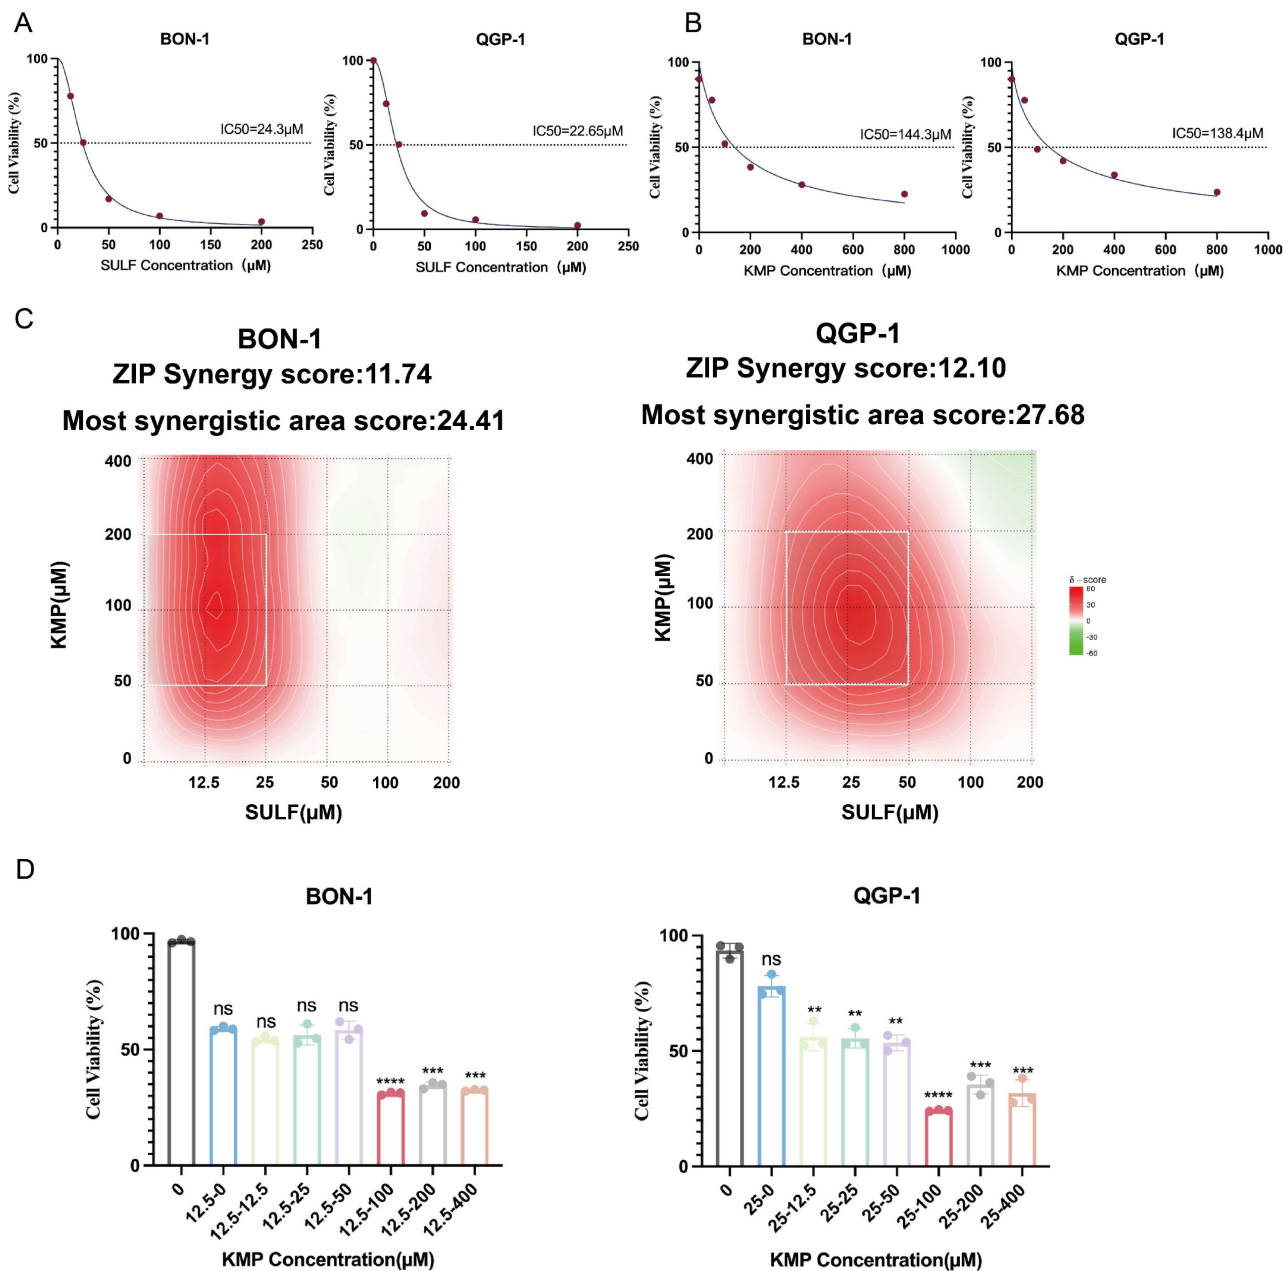 A
BON-1
100
50
0
Cell Viability (%)
IC50=24.3μM
0 50 100 150 200 250
SULF Concentration (μM)
QGP-1
100
50
0
Cell Viability (%)
IC50=22.65μM
0 50 100 150 200 250
SULF Concentration (μM)
B
BON-1
100
50
0
Cell Viability (%)
IC50=144.3μM
0 200 400 600 800 1000
KMP Concentration (μM)
QGP-1
100
50
0
Cell Viability (%)
IC50=138.4μM
0 200 400 600 800 1000
KMP Concentration (μM)
C
BON-1
ZIP Synergy score:11.74
Most synergistic area score:24.41
400
200
100
50
0
KMP(μM)
12.5 25 50 100 200
SULF(μM)
QGP-1
ZIP Synergy score:12.10
Most synergistic area score:27.68
400
200
100
50
0
KMP(μM)
12.5 25 50 100 200
SULF(μM)
δ-score
60
30
0
-30
-60
D
BON-1
100
50
0
Cell Viability (%)
ns ns ns ns **** *** ***
0 12.5-0 12.5-12.5 12.5-25 12.5-50 12.5-100 12.5-200 12.5-400
KMP Concentration(μM)
QGP-1
100
50
0
Cell Viability (%)
ns ** ** ** **** *** ***
0 25-0 25-12.5 25-25 25-50 25-100 25-200 25-400
KMP Concentration(μM)